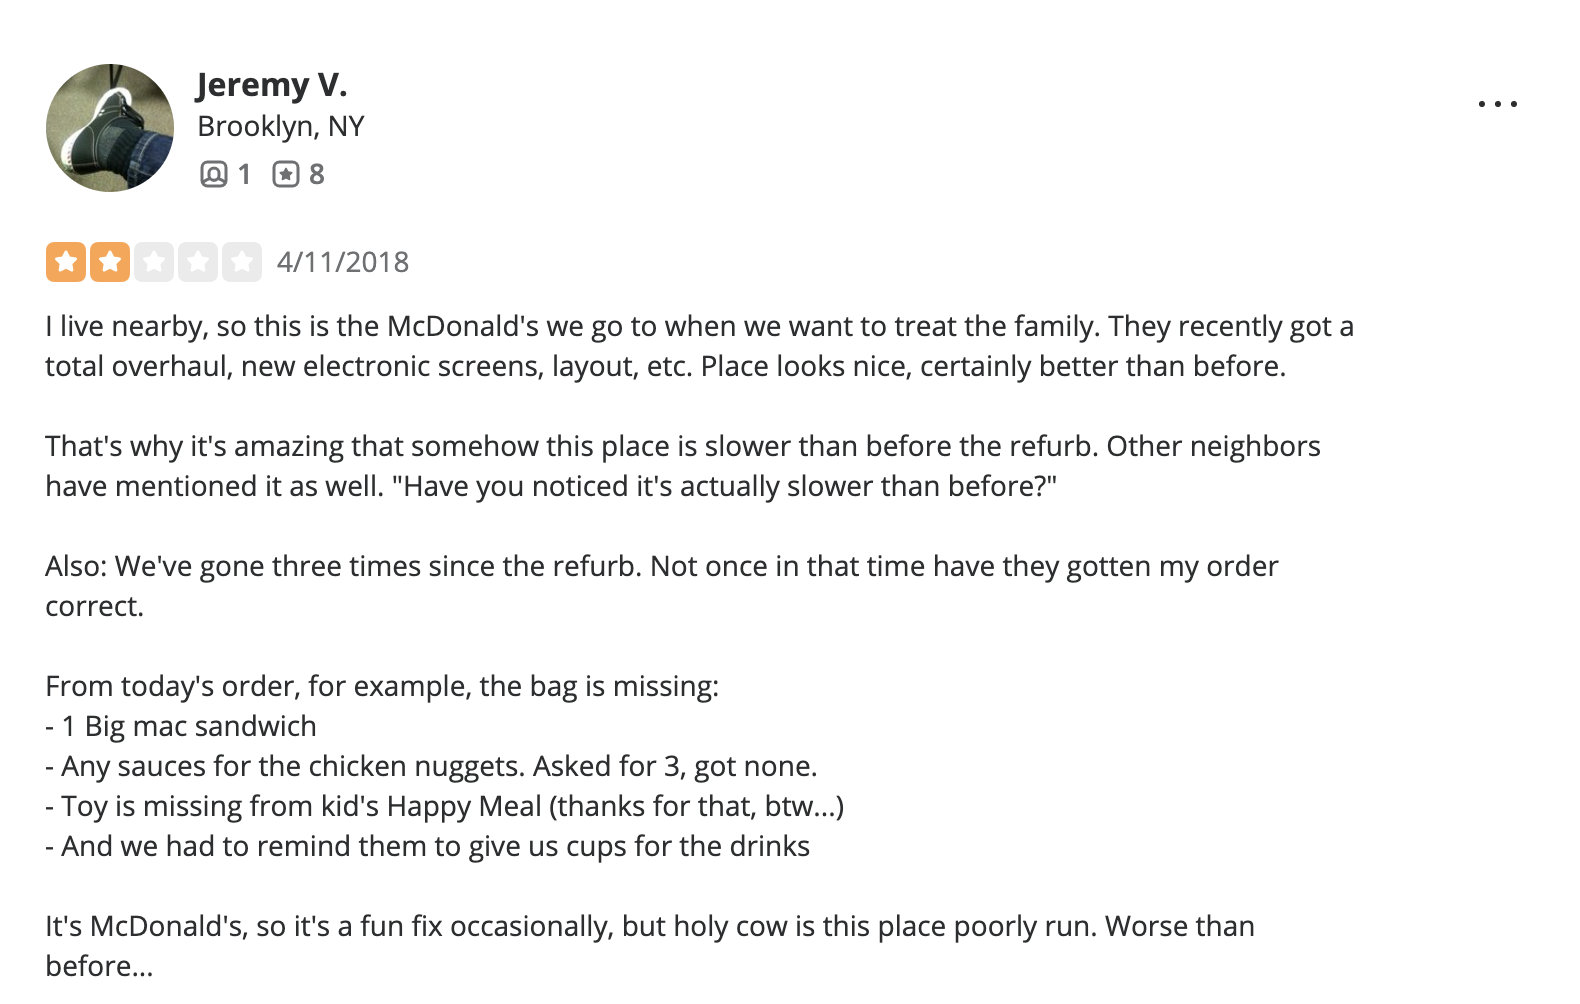 Jeremy V.
Brooklyn, NY
1 8
4/11/2018
I live nearby, so this is the McDonald's we go to when we want to treat the family. They recently got a
total overhaul, new electronic screens, layout, etc. Place looks nice, certainly better than before.
That's why it's amazing that somehow this place is slower than before the refurb. Other neighbors
have mentioned it as well. "Have you noticed it's actually slower than before?"
Also: We've gone three times since the refurb. Not once in that time have they gotten my order
correct.
From today's order, for example, the bag is missing:
- 1 Big mac sandwich
- Any sauces for the chicken nuggets. Asked for 3, got none.
- Toy is missing from kid's Happy Meal (thanks for that, btw...)
- And we had to remind them to give us cups for the drinks
It's McDonald's, so it's a fun fix occasionally, but holy cow is this place poorly run. Worse than
before...